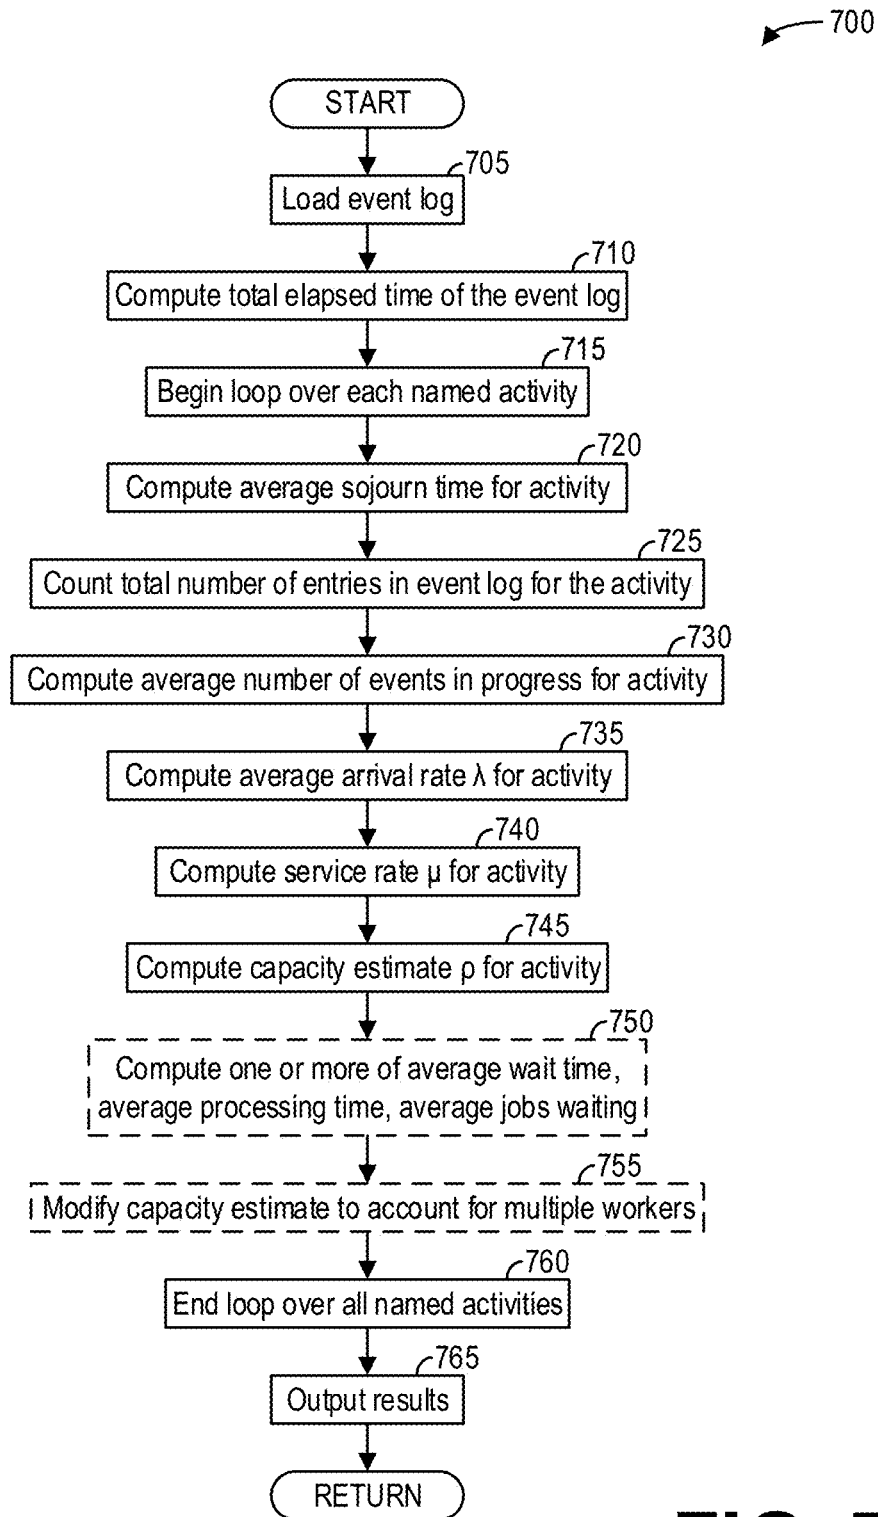 700
START
705
Load event log
710
Compute total elapsed time of the event log
715
Begin loop over each named activity
720
Compute average sojourn time for activity
725
Count total number of entries in event log for the activity
730
Compute average number of events in progress for activity
735
Compute average arrival rate λ for activity
740
Compute service rate μ for activity
745
Compute capacity estimate ρ for activity
750
Compute one or more of average wait time,
average processing time, average jobs waiting
755
Modify capacity estimate to account for multiple workers
760
End loop over all named activities
765
Output results
RETURN